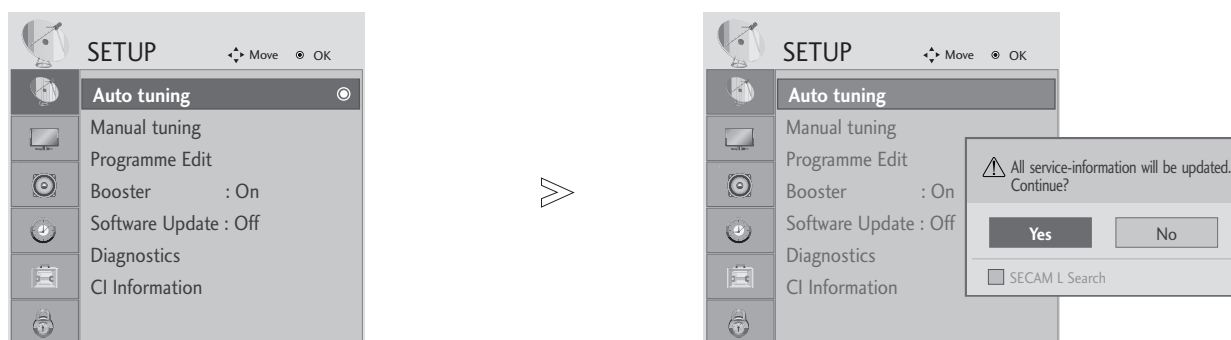 SETUP
Move
OK
Auto tuning
Manual tuning
Programme Edit
Booster : On
Software Update : Off
Diagnostics
CI Information
SETUP
Move
OK
Auto tuning
Manual tuning
Programme Edit
Booster : On
Software Update : Off
Diagnostics
CI Information
All service-information will be updated.
Continue?
Yes
No
SECAM L Search